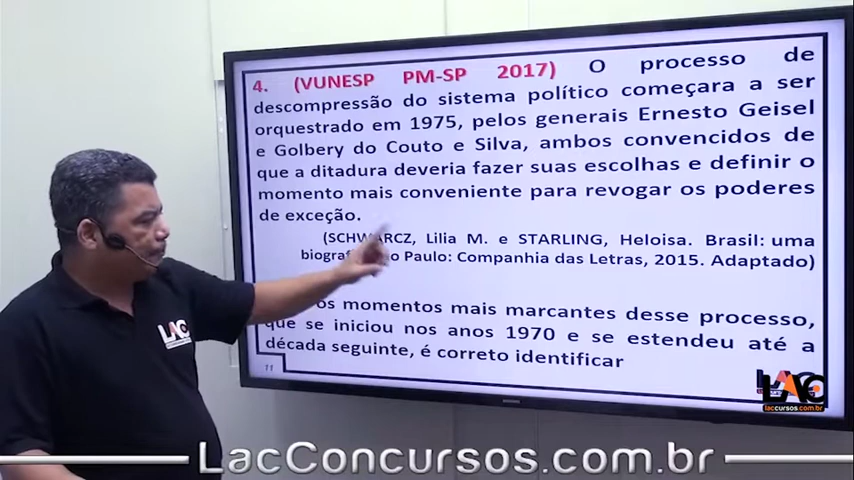 4. (VUNESP PM-SP 2017) O processo de
descompressão do sistema político começara a ser
orquestrado em 1975, pelos generais Ernesto Geisel
e Golbery do Couto e Silva, ambos convencidos de
que a ditadura deveria fazer suas escolhas e definir o
momento mais conveniente para revogar os poderes
de exceção.
(SCHWARCZ, Lilia M. e STARLING, Heloisa. Brasil: uma
Paulo: Companhia das Letras, 2015. Adaptado)
os momentos mais marcantes desse processo,
que se iniciou nos anos 1970 e se estendeu até a
década seguinte, é correto identificar
11
LAC
LAC
LACCURSOS.COM.BR
LacConcursos.com.br